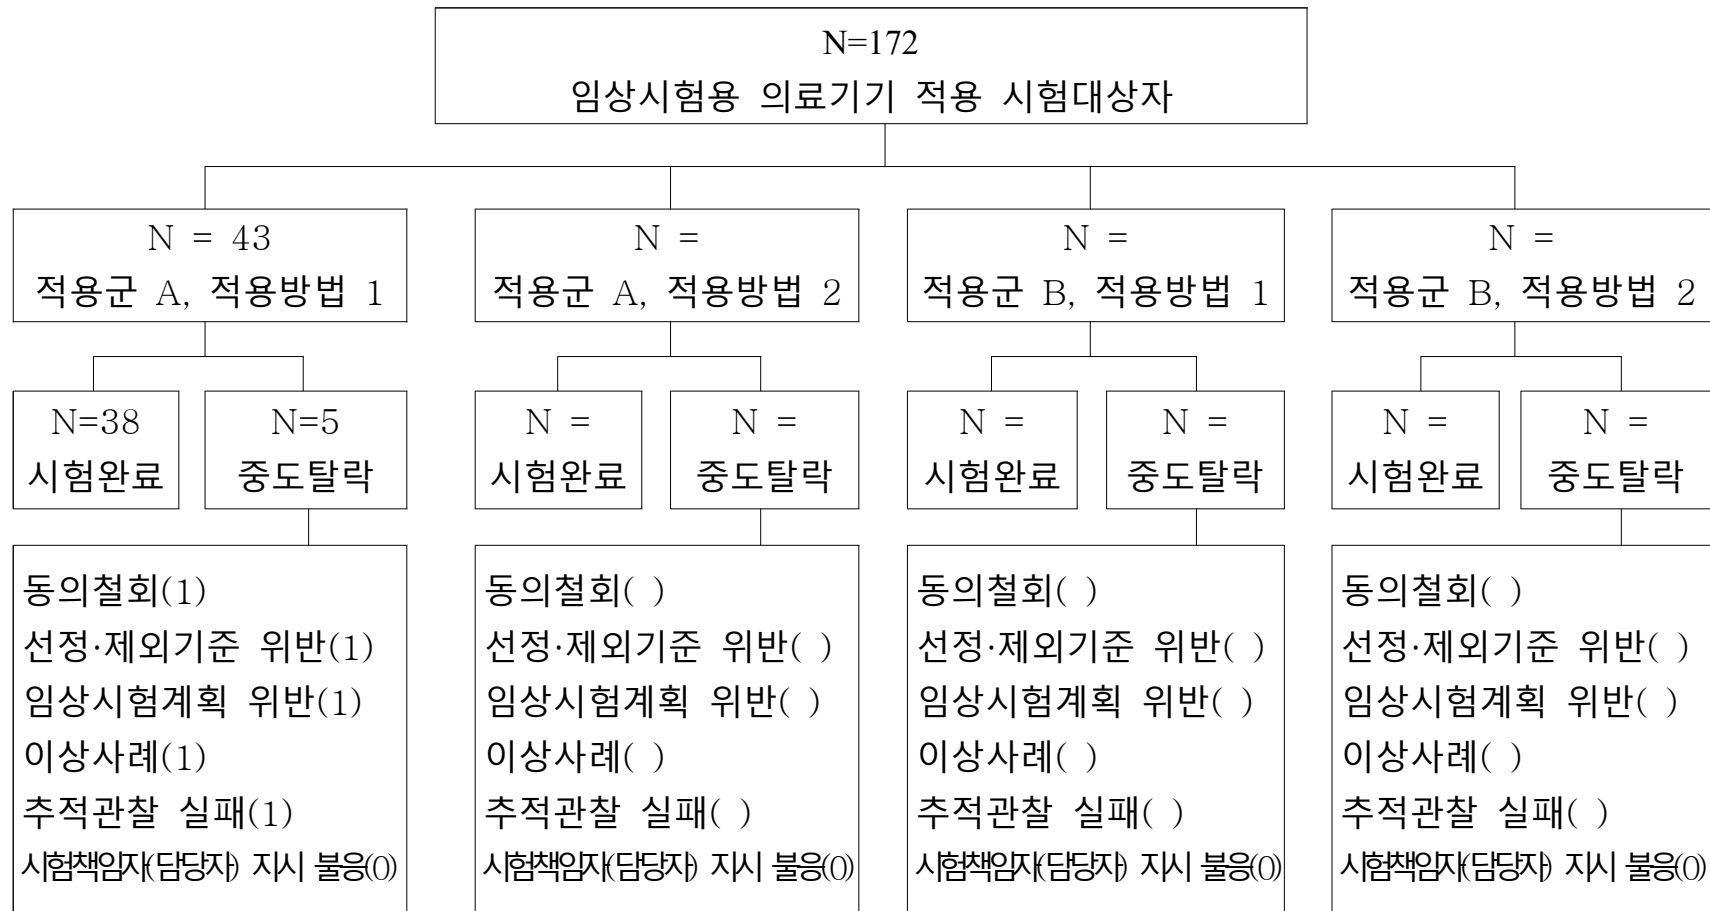 N=172
임상시험용 의료기기 적용 시험대상자
N = 43
적용군 A, 적용방법 1
N =
적용군 A, 적용방법 2
N =
적용군 B, 적용방법 1
N =
적용군 B, 적용방법 2
N=38
시험완료
N=5
중도탈락
N =
시험완료
N =
중도탈락
N =
시험완료
N =
중도탈락
N =
시험완료
N =
중도탈락
동의철회(1)
선정·제외기준 위반(1)
임상시험계획 위반(1)
이상사례(1)
추적관찰 실패(1)
시험책임자(담당자) 지시 불응(0)
동의철회( )
선정·제외기준 위반( )
임상시험계획 위반( )
이상사례( )
추적관찰 실패( )
시험책임자(담당자) 지시 불응(0)
동의철회( )
선정·제외기준 위반( )
임상시험계획 위반( )
이상사례( )
추적관찰 실패( )
시험책임자(담당자) 지시 불응(0)
동의철회( )
선정·제외기준 위반( )
임상시험계획 위반( )
이상사례( )
추적관찰 실패( )
시험책임자(담당자) 지시 불응(0)